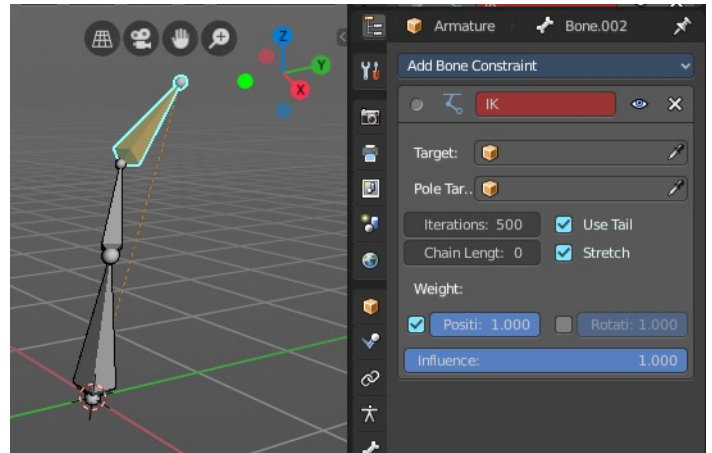 Armature
Bone.002
Add Bone Constraint
IK
Target:
Pole Tar..
Iterations: 500
Use Tail
Chain Lengt: 0
Stretch
Weight:
Positi: 1.000
Rotati: 1.000
Influence: 1.000
Z
Y
X